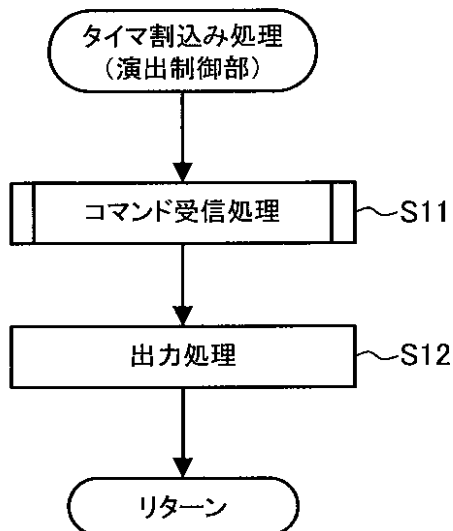 タイマ割込み処理
（演出制御部）
コマンド受信処理
S11
出力処理
S12
リターン